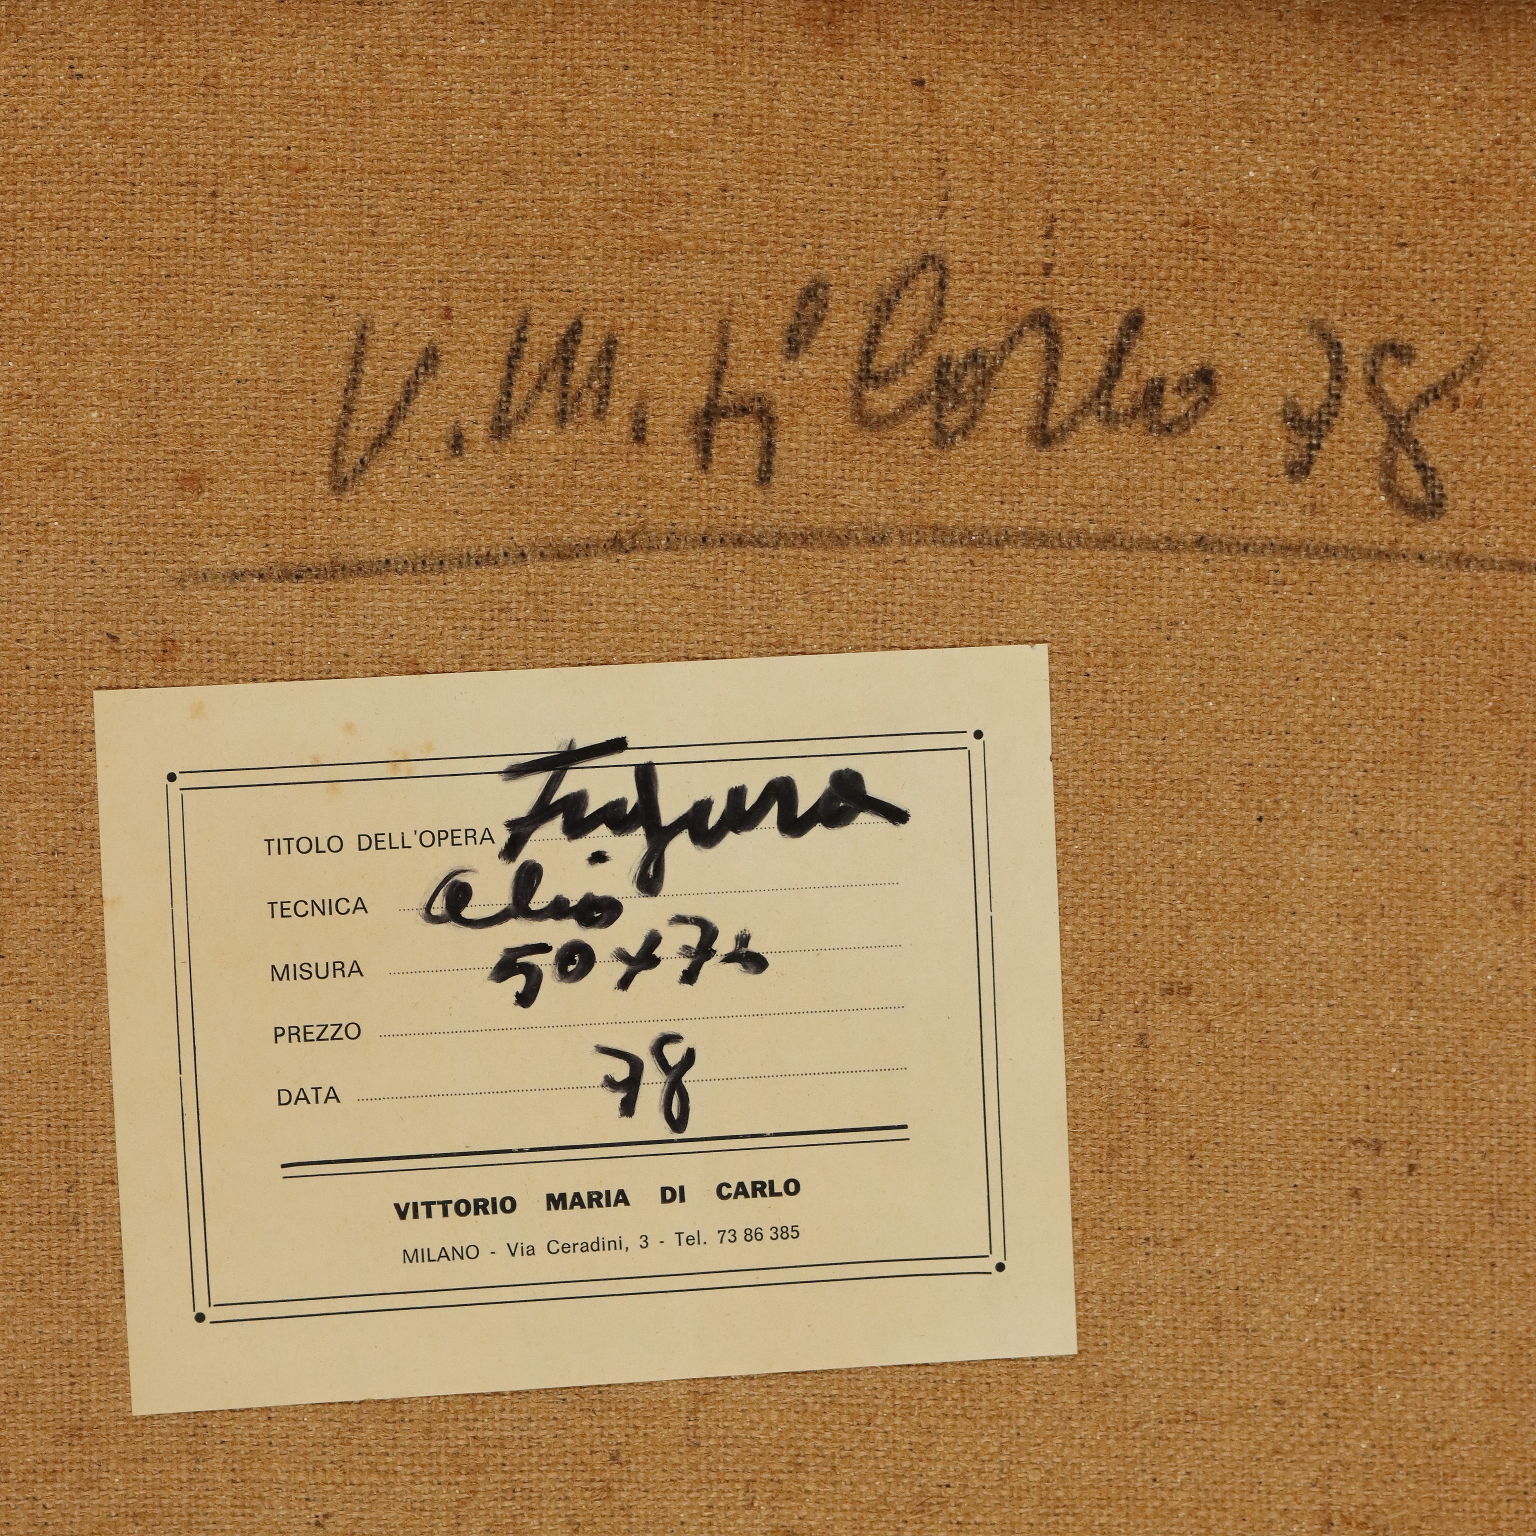 V.M. Di Carlo 78
TITOLO DELL'OPERA Figura
TECNICA olio
MISURA 50x70
PREZZO
DATA 78
VITTORIO MARIA DI CARLO
MILANO - Via Ceradini, 3 - Tel. 73 86 385